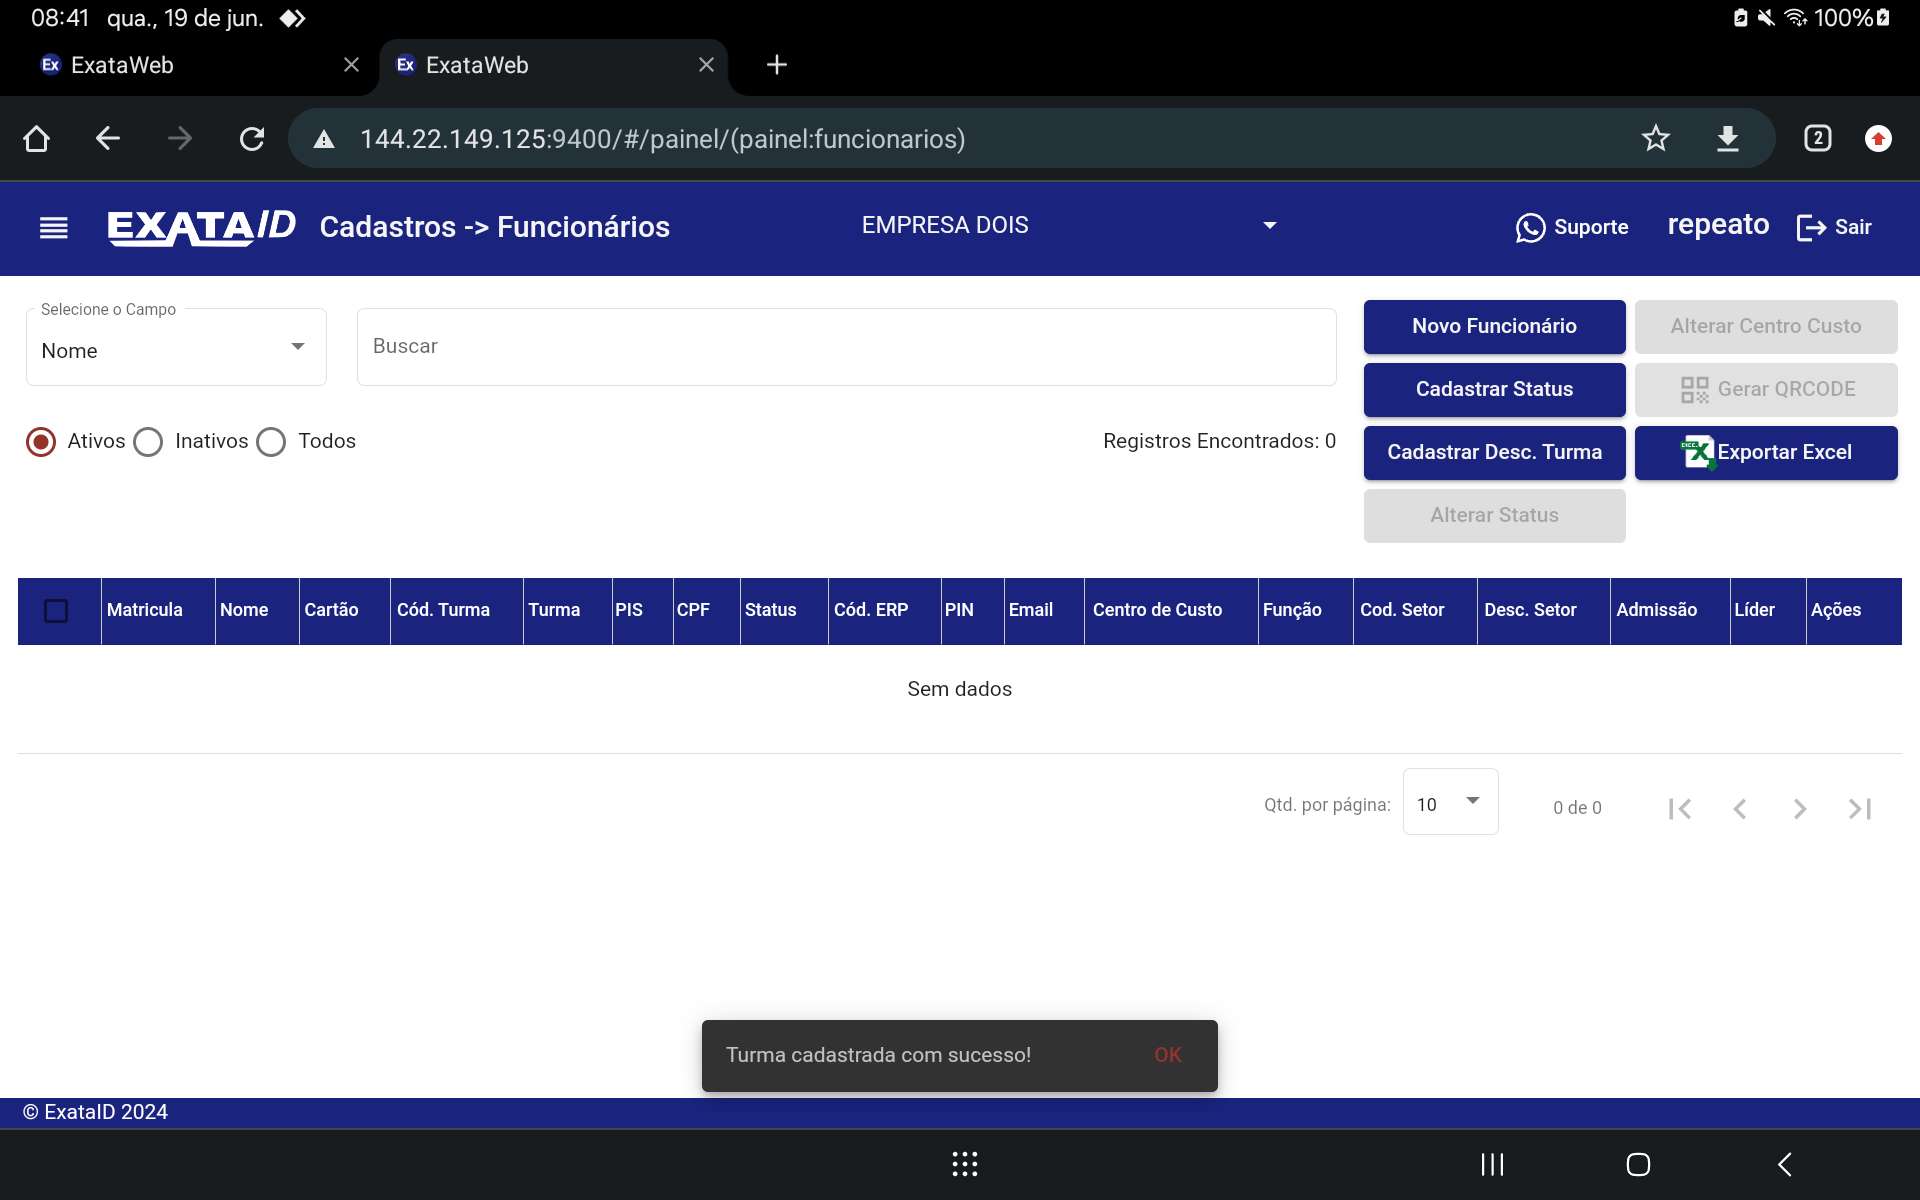 08:41 qua., 19 de jun. 100%
Ex ExataWeb Ex ExataWeb
144.22.149.125:9400/#/painel/(painel:funcionarios) 2
EXATAID Cadastros -> Funcionários EMPRESA DOIS Suporte repeato Sair
Selecione o Campo
Nome
Buscar
Novo Funcionário Alterar Centro Custo
Cadastrar Status Gerar QRCODE
Ativos Inativos Todos Registros Encontrados: 0
Cadastrar Desc. Turma Exportar Excel
Alterar Status
Matricula Nome Cartão Cód. Turma Turma PIS CPF Status Cód. ERP PIN Email Centro de Custo Função Cod. Setor Desc. Setor Admissão Líder Ações
Sem dados
Qtd. por página: 10 0 de 0
Turma cadastrada com sucesso! OK
© ExataID 2024